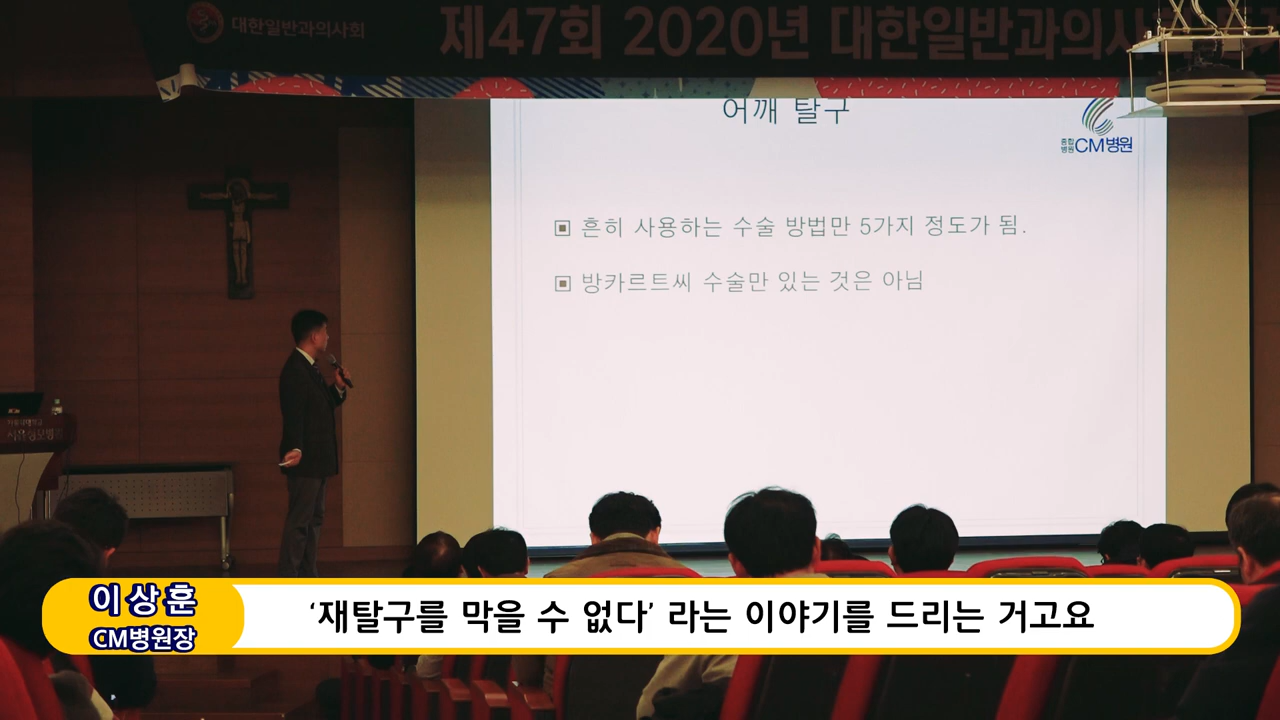 대한일반과의사회
제47회 2020년 대한일반과의사
어깨 탈구
종합
병원 CM병원
흔히 사용하는 수술 방법만 5가지 정도가 됨.
방카르트씨 수술만 있는 것은 아님
이상훈
CM병원장
‘재탈구를 막을 수 없다’ 라는 이야기를 드리는 거고요